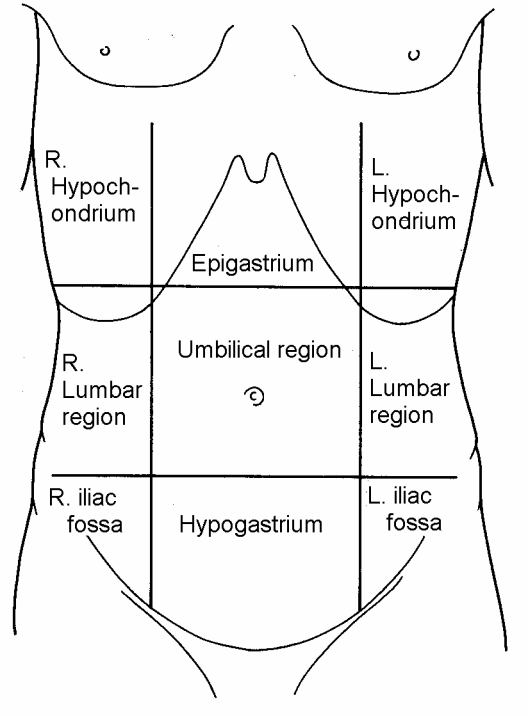 R.
Hypoch-
ondrium
L.
Hypoch-
ondrium
Epigastrium
R.
Lumbar
region
Umbilical region
L.
Lumbar
region
R. iliac
fossa
Hypogastrium
L. iliac
fossa